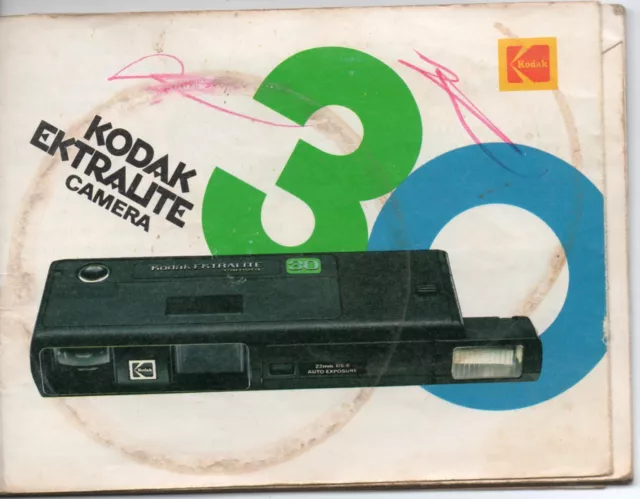 Kodak
KODAK
EKTRALITE
CAMERA
30
Kodak EKTRALITE
30
Kodak
AUTO EXPOSURE